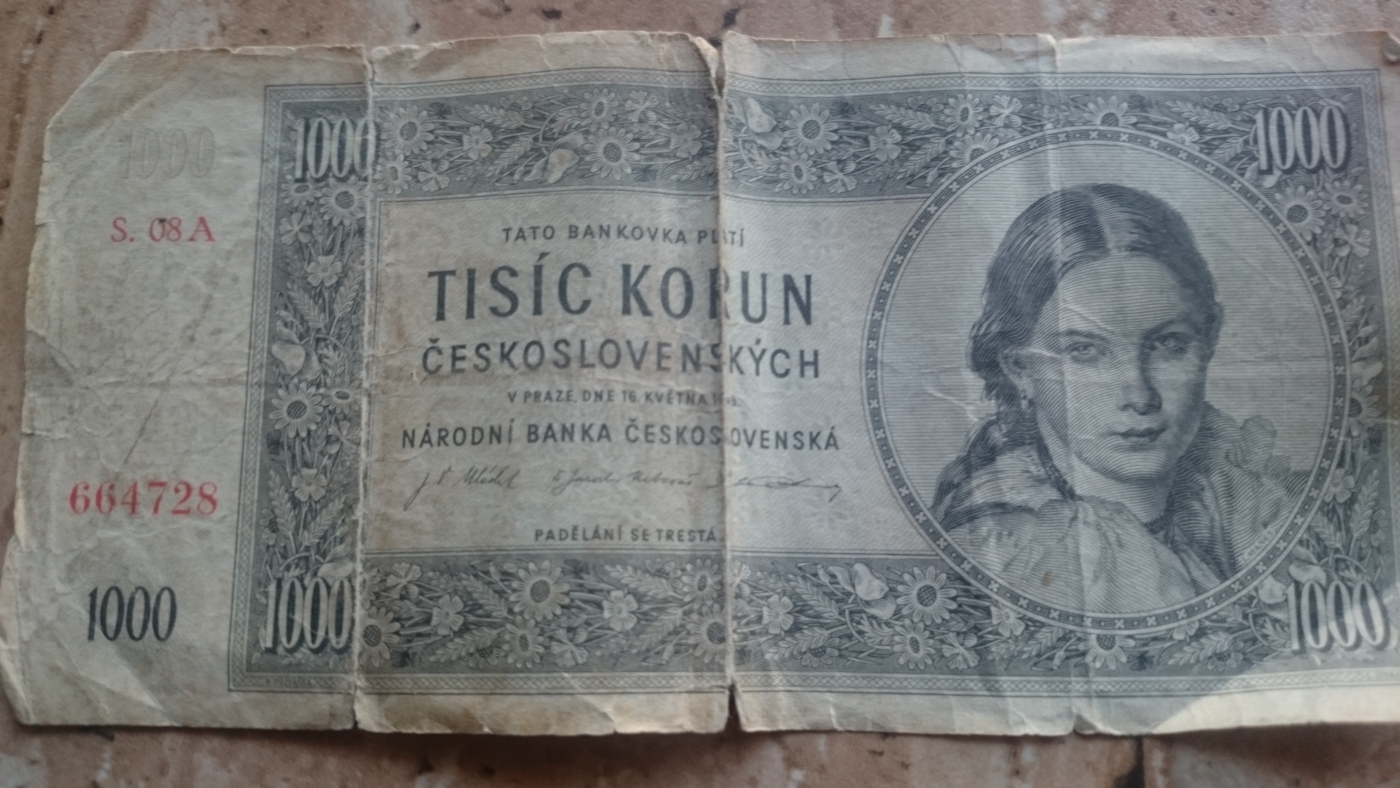 1000 1000 1000
S. 08 A
TATO BANKOVKA PLATÍ
TISÍC KORUN
ČESKOSLOVENSKÝCH
V PRAZE, DNE 16. KVĚTNA
NÁRODNÍ BANKA ČESKOSLOVENSKÁ
664728
PADĚLÁNÍ SE TRESTÁ.
1000 1000 1000